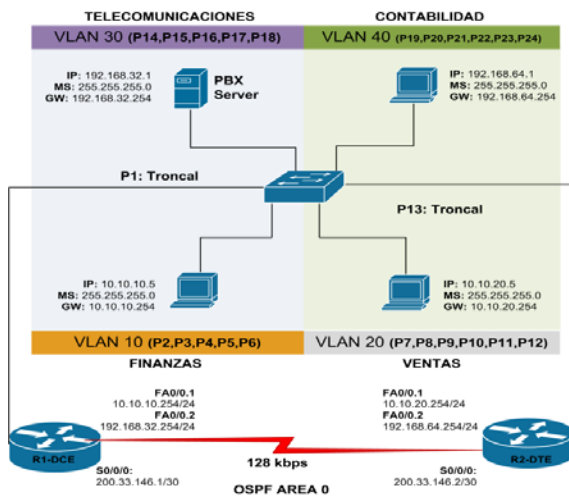 TELECOMUNICACIONES
CONTABILIDAD
VLAN 30 (P14,P15,P16,P17,P18)
VLAN 40 (P19,P20,P21,P22,P23,P24)
IP: 192.168.32.1
MS: 255.255.255.0
GW: 192.168.32.254
PBX
Server
IP: 192.168.64.1
MS: 255.255.255.0
GW: 192.168.64.254
P1: Troncal
P13: Troncal
IP: 10.10.10.5
MS: 255.255.255.0
GW: 10.10.10.254
IP: 10.10.20.5
MS: 255.255.255.0
GW: 10.10.20.254
VLAN 10 (P2,P3,P4,P5,P6)
VLAN 20 (P7,P8,P9,P10,P11,P12)
FINANZAS
VENTAS
FA0/0.1
10.10.10.254/24
FA0/0.2
192.168.32.254/24
FA0/0.1
10.10.20.254/24
FA0/0.2
192.168.64.254/24
R1-DCE
128 kbps
R2-DTE
S0/0/0:
200.33.146.1/30
S0/0/0:
200.33.146.2/30
OSPF AREA 0